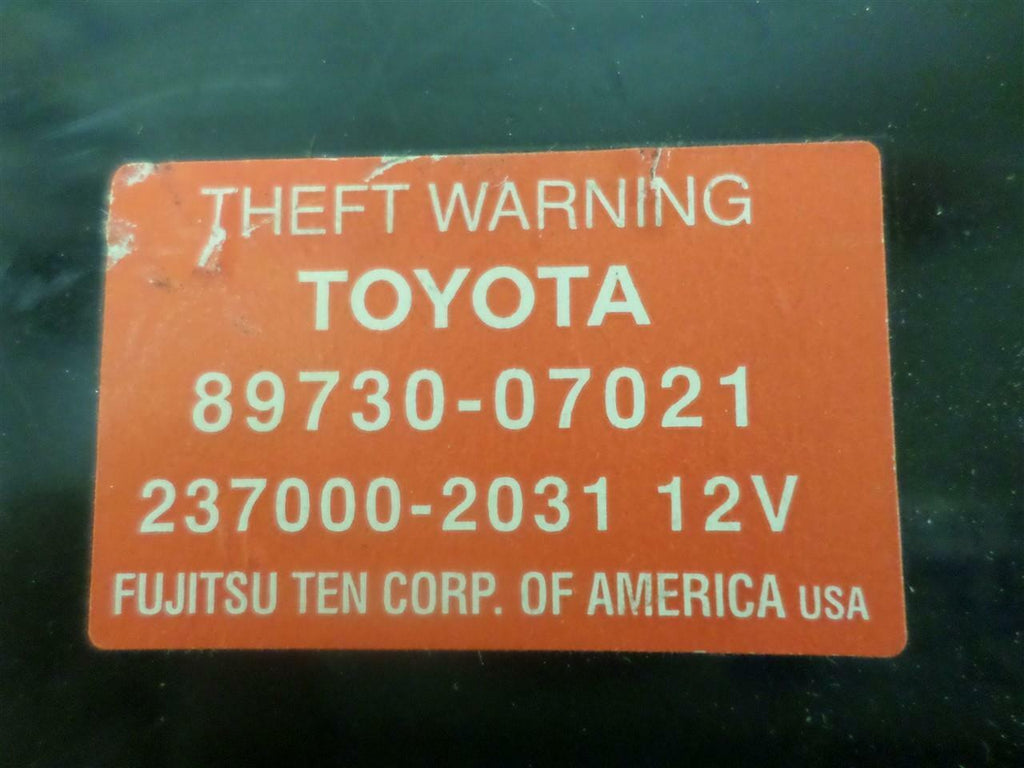 THEFT WARNING
TOYOTA
89730-07021
237000-2031 12V
FUJITSU TEN CORP. OF AMERICA USA